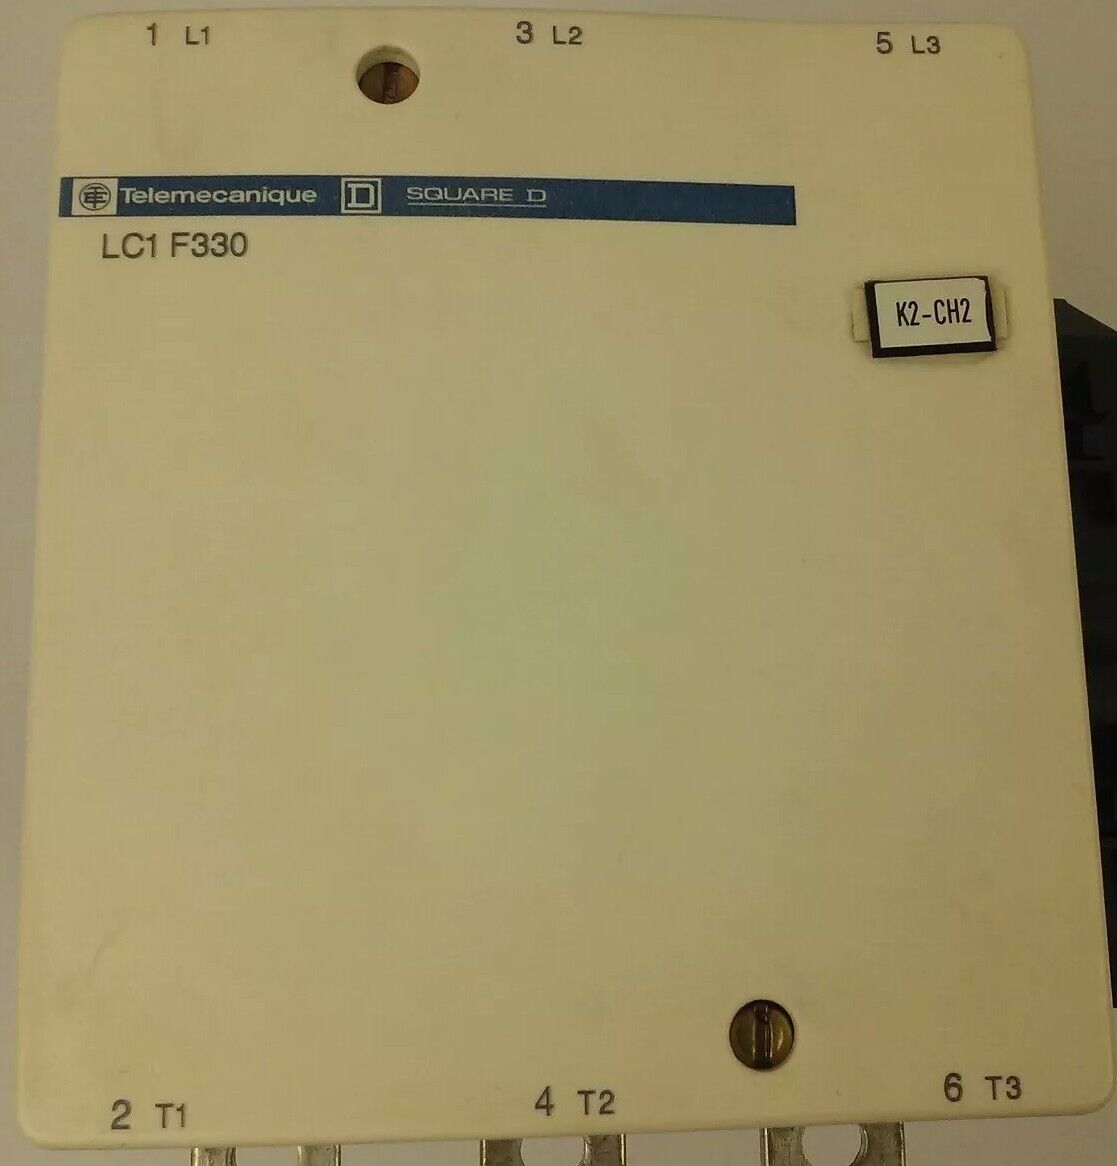 1 L1 3 L2 5 L3
Telemecanique D SQUARE D
LC1 F330
K2-CH2
2 T1 4 T2 6 T3